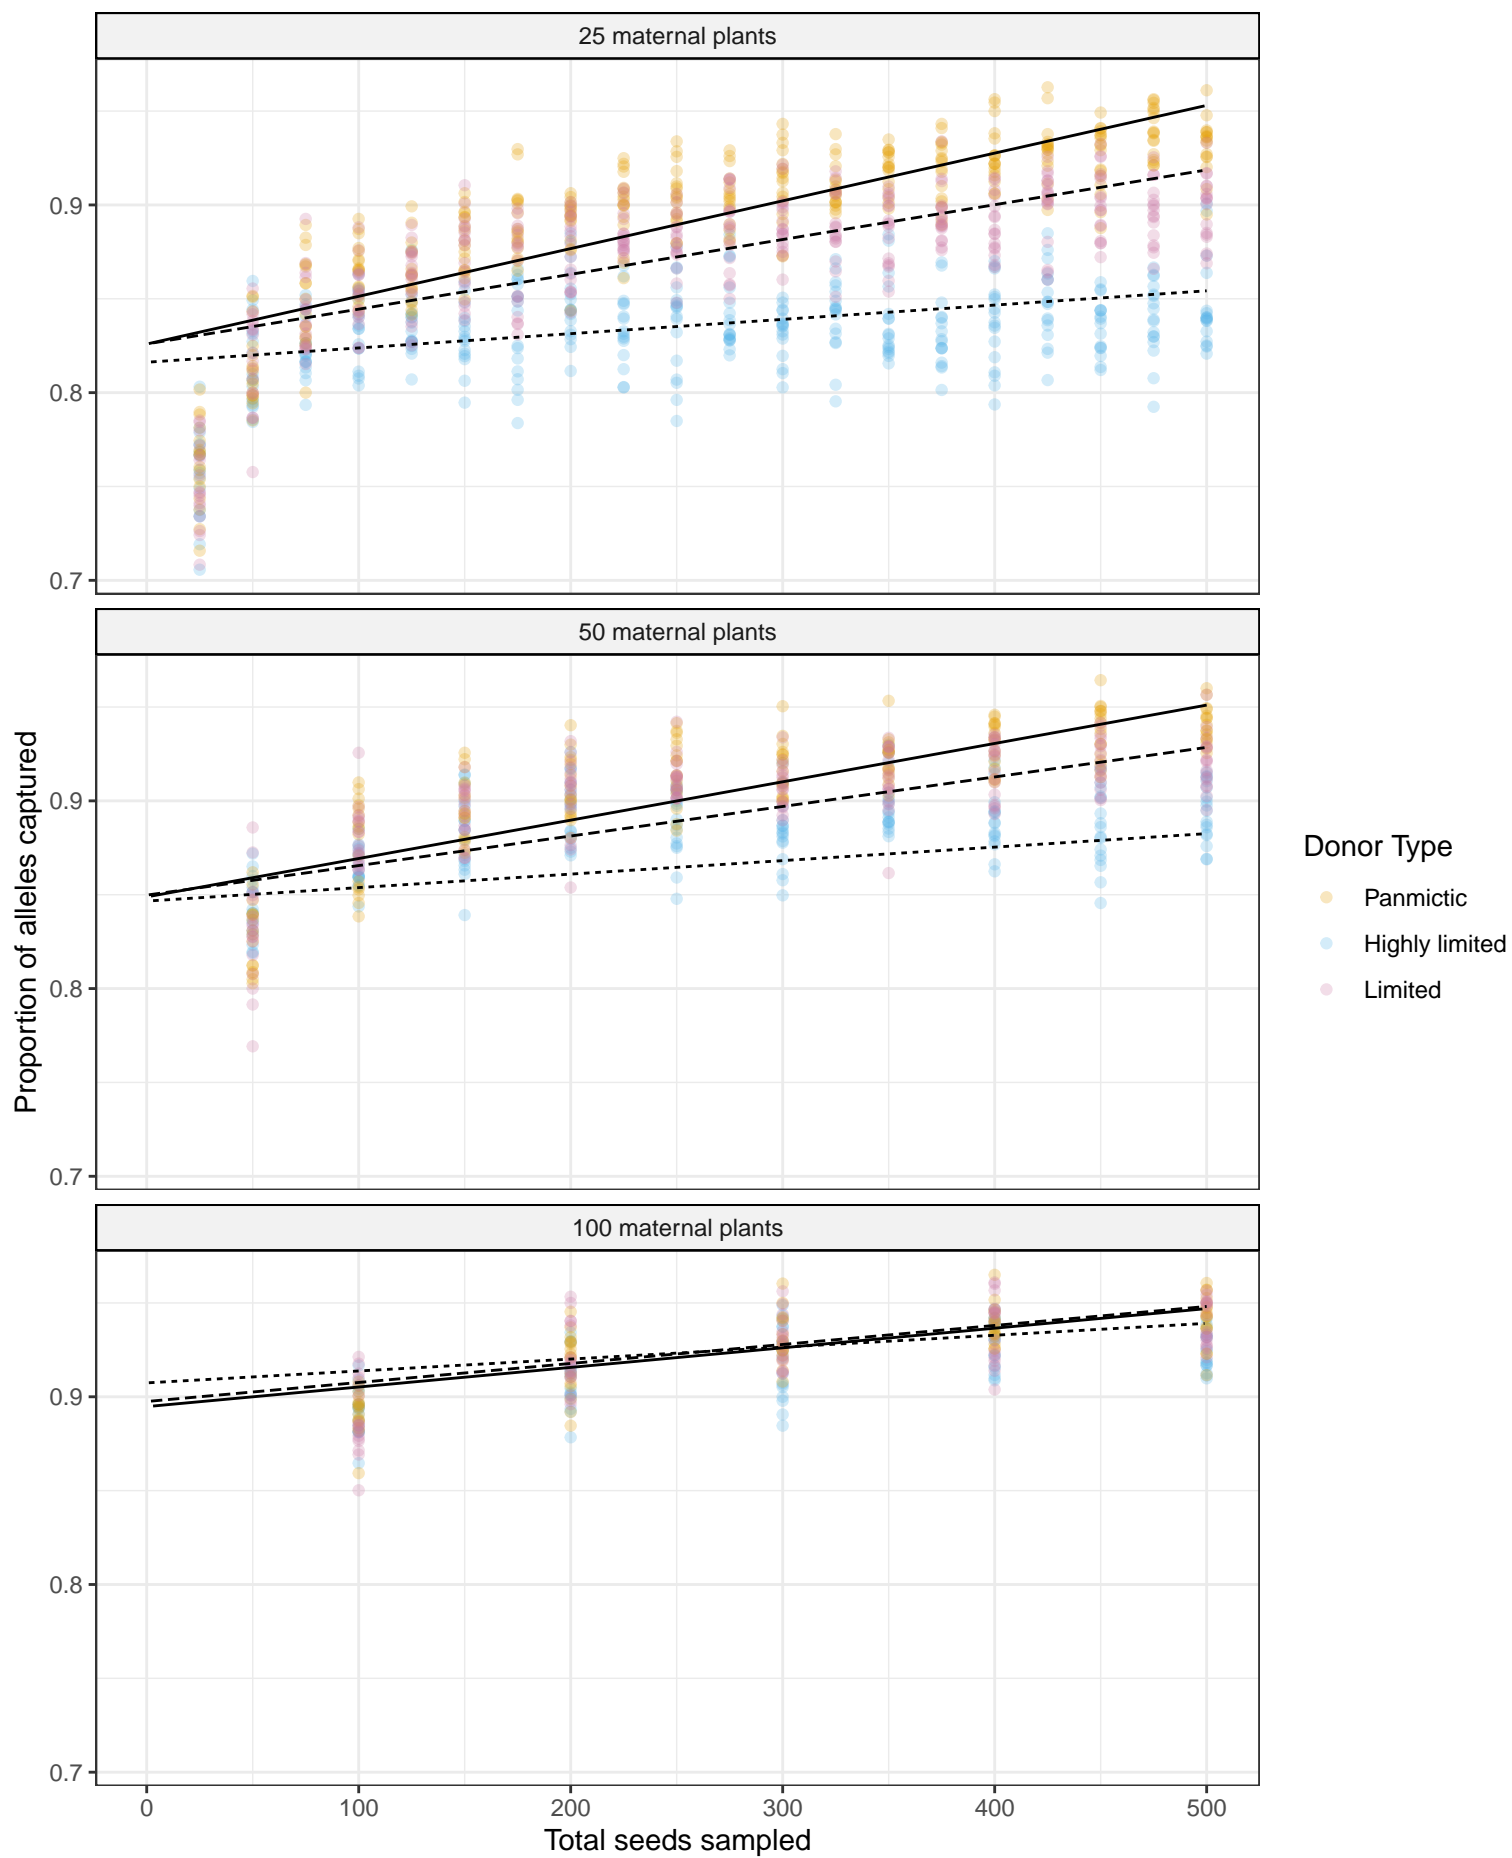 25 maternal plants
0.9
0.8
0.7
50 maternal plants
0.9
0.8
0.7
100 maternal plants
0.9
0.8
0.7
0 100 200 300 400 500
Total seeds sampled
Proportion of alleles captured
Donor Type
Panmictic
Highly limited
Limited